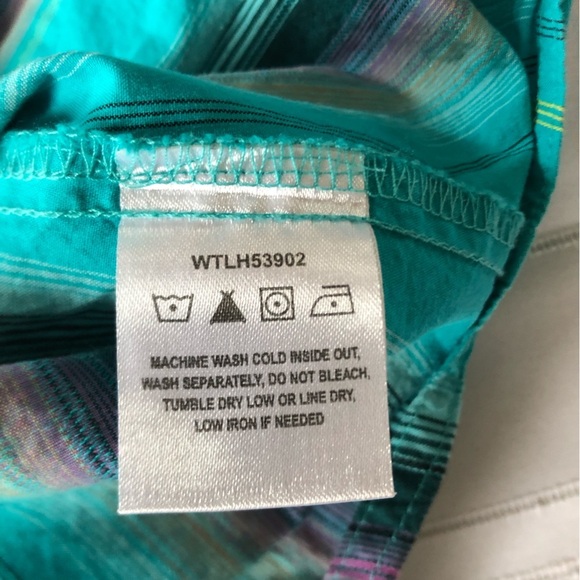 WTLH53902
MACHINE WASH COLD INSIDE OUT,
WASH SEPARATELY, DO NOT BLEACH,
TUMBLE DRY LOW OR LINE DRY,
LOW IRON IF NEEDED